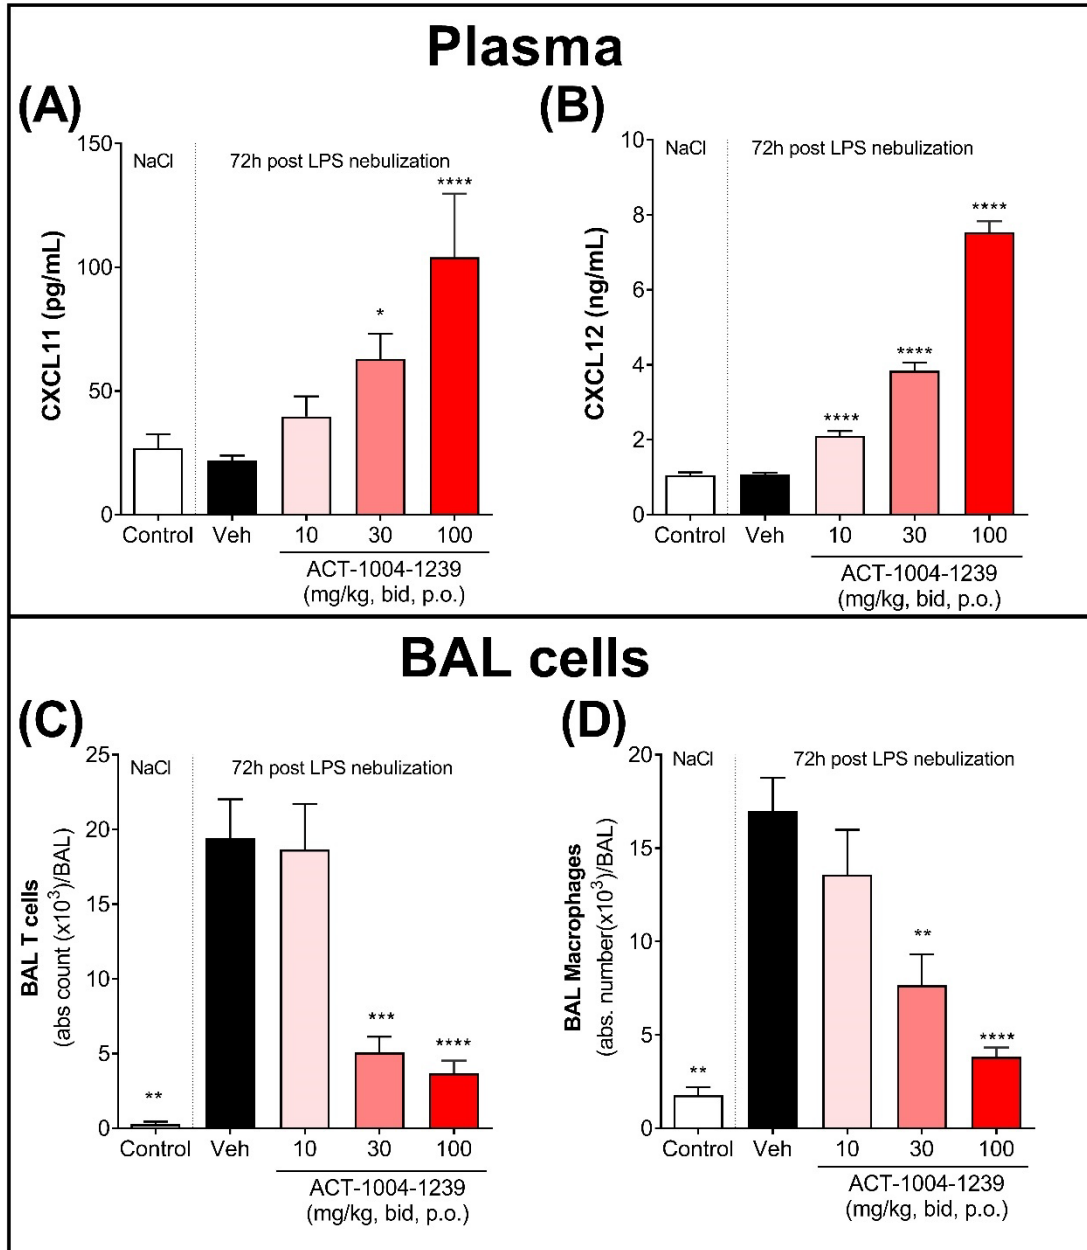 Plasma
(A)
CXCL11 (pg/mL)
150
100
50
0
NaCl
72h post LPS nebulization
*
****
Control Veh 10 30 100
ACT-1004-1239
(mg/kg, bid, p.o.)
(B)
CXCL12 (ng/mL)
10
8
6
4
2
0
NaCl
72h post LPS nebulization
****
****
****
Control Veh 10 30 100
ACT-1004-1239
(mg/kg, bid, p.o.)
BAL cells
(C)
BAL T cells
(abs count (x10³)/BAL)
25
20
15
10
5
0
NaCl
72h post LPS nebulization
**
***
****
Control Veh 10 30 100
ACT-1004-1239
(mg/kg, bid, p.o.)
(D)
BAL Macrophages
(abs. number(x10³)/BAL)
20
15
10
5
0
NaCl
72h post LPS nebulization
**
**
****
Control Veh 10 30 100
ACT-1004-1239
(mg/kg, bid, p.o.)